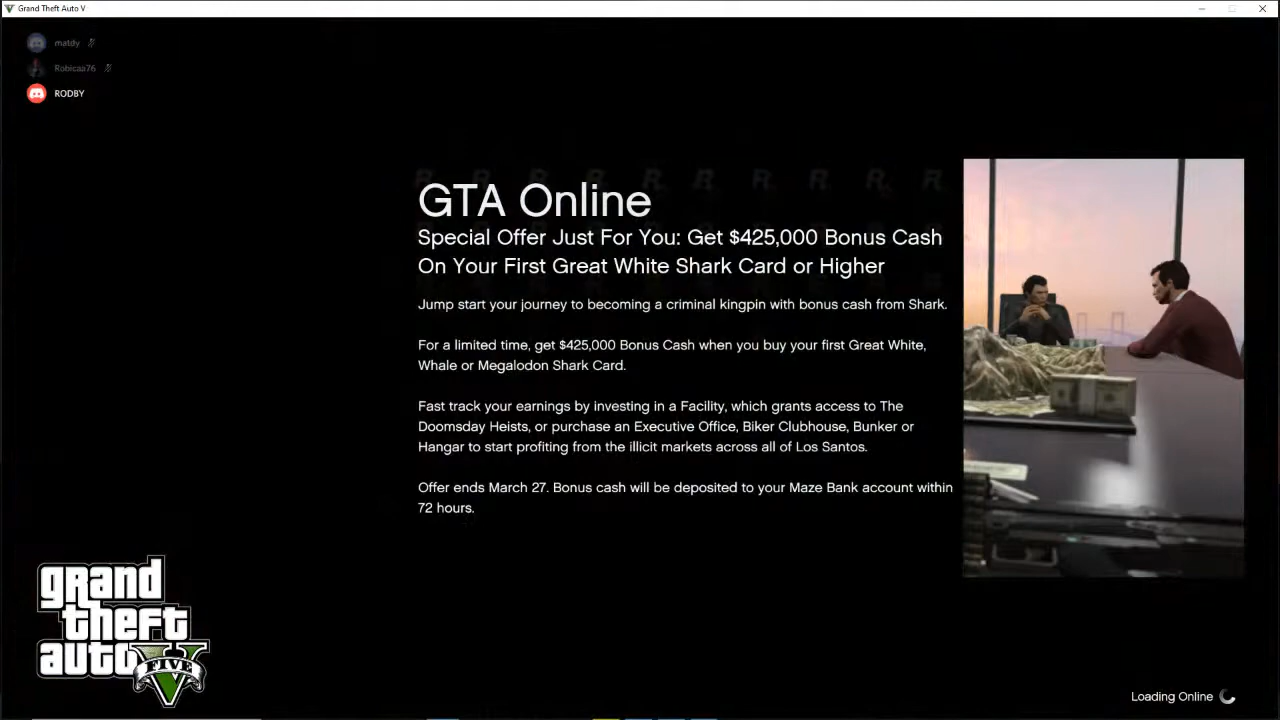 Grand Theft Auto V
matdy
Robicaa76
RODBY
GTA Online
Special Offer Just For You: Get $425,000 Bonus Cash
On Your First Great White Shark Card or Higher
Jump start your journey to becoming a criminal kingpin with bonus cash from Shark.
For a limited time, get $425,000 Bonus Cash when you buy your first Great White,
Whale or Megalodon Shark Card.
Fast track your earnings by investing in a Facility, which grants access to The
Doomsday Heists, or purchase an Executive Office, Biker Clubhouse, Bunker or
Hangar to start profiting from the illicit markets across all of Los Santos.
Offer ends March 27. Bonus cash will be deposited to your Maze Bank account within
72 hours.
grand
theft
auto V
FIVE
Loading Online